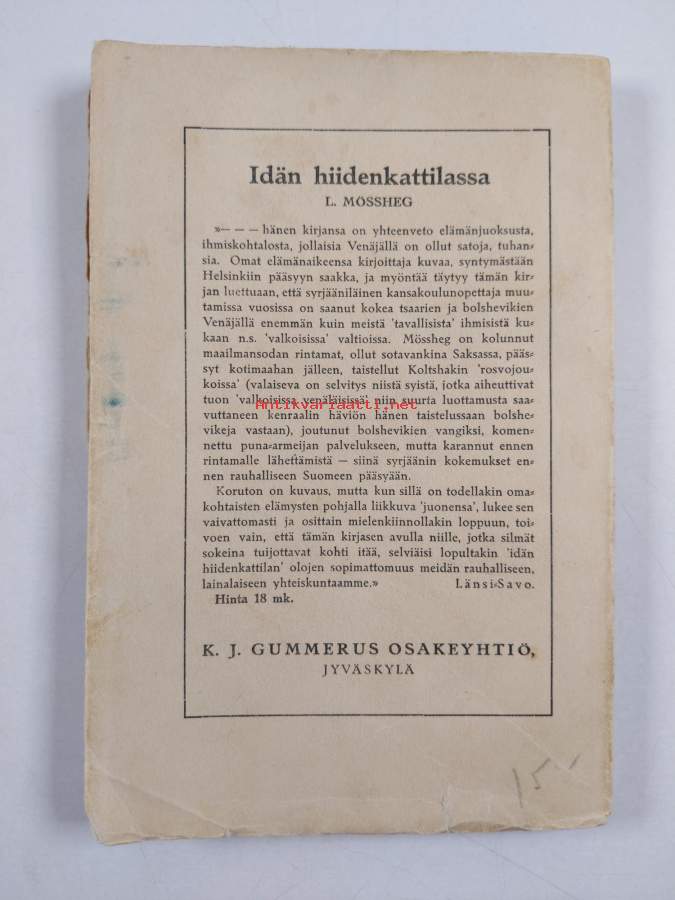 Idän hiidenkattilassa
L. MÖSSHEG
»— — — hänen kirjansa on yhteenveto elämänjuoksusta,
ihmiskohtalosta, jollaisia Venäjällä on ollut satoja, tuhan-
sia. Omat elämänaikeensa kirjoittaja kuvaa, syntymästään
Helsinkiin pääsyyn saakka, ja myöntää täytyy tämän kir-
jan luettuaan, että syrjääniläinen kansakoulunopettaja muu-
tamissa vuosissa on saanut kokea tsaarien ja bolshevikien
Venäjällä enemmän kuin meistä 'tavallisista' ihmisistä ku-
kaan n.s. 'valkoisissa' valtioissa. Mössheg on kolunnut
maailmansodan rintamat, ollut sotavankina Saksassa, pääs-
syt kotimaahan jälleen, taistellut Koltshakin 'rosvojou-
koissa' (valaiseva on selvitys niistä syistä, jotka aiheuttivat
tuon 'valkoisissa venäläisissä' niin suurta luottamusta saa-
Antikvariaatti.net
vuttaneen kenraalin häviön hänen taistelussaan bolshe-
vikeja vastaan), joutunut bolshevikien vangiksi, komen-
nettu puna-armeijan palvelukseen, mutta karannut ennen
rintamalle lähettämistä — siinä syrjäänin kokemukset en-
nen rauhalliseen Suomeen pääsyään.
Koruton on kuvaus, mutta kun sillä on todellakin oma-
kohtaisten elämysten pohjalla liikkuva 'juonensa', lukee sen
vaivattomasti ja osittain mielenkiinnollakin loppuun, toi-
voen vain, että tämän kirjasen avulla niille, jotka silmät
sokeina tuijottavat kohti itää, selviäisi lopultakin 'idän
hiidenkattilan' olojen sopimattomuus meidän rauhalliseen,
lainalaiseen yhteiskuntaamme.» Länsi-Savo.
Hinta 18 mk.
K. J. GUMMERUS OSAKEYHTIÖ,
JYVÄSKYLÄ
15.-